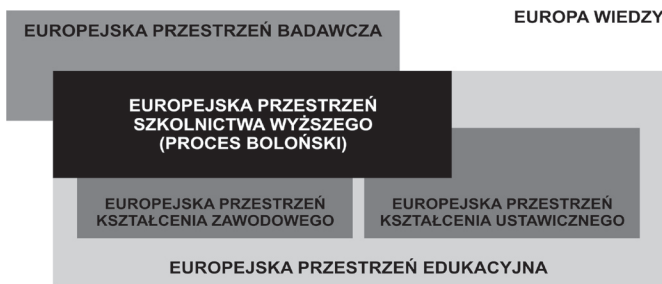 EUROPA WIEDZY
EUROPEJSKA PRZESTRZEŃ BADAWCZA
EUROPEJSKA PRZESTRZEŃ
SZKOLNICTWA WYŻSZEGO
(PROCES BOLOŃSKI)
EUROPEJSKA PRZESTRZEŃ
KSZTAŁCENIA ZAWODOWEGO
EUROPEJSKA PRZESTRZEŃ
KSZTAŁCENIA USTAWICZNEGO
EUROPEJSKA PRZESTRZEŃ EDUKACYJNA